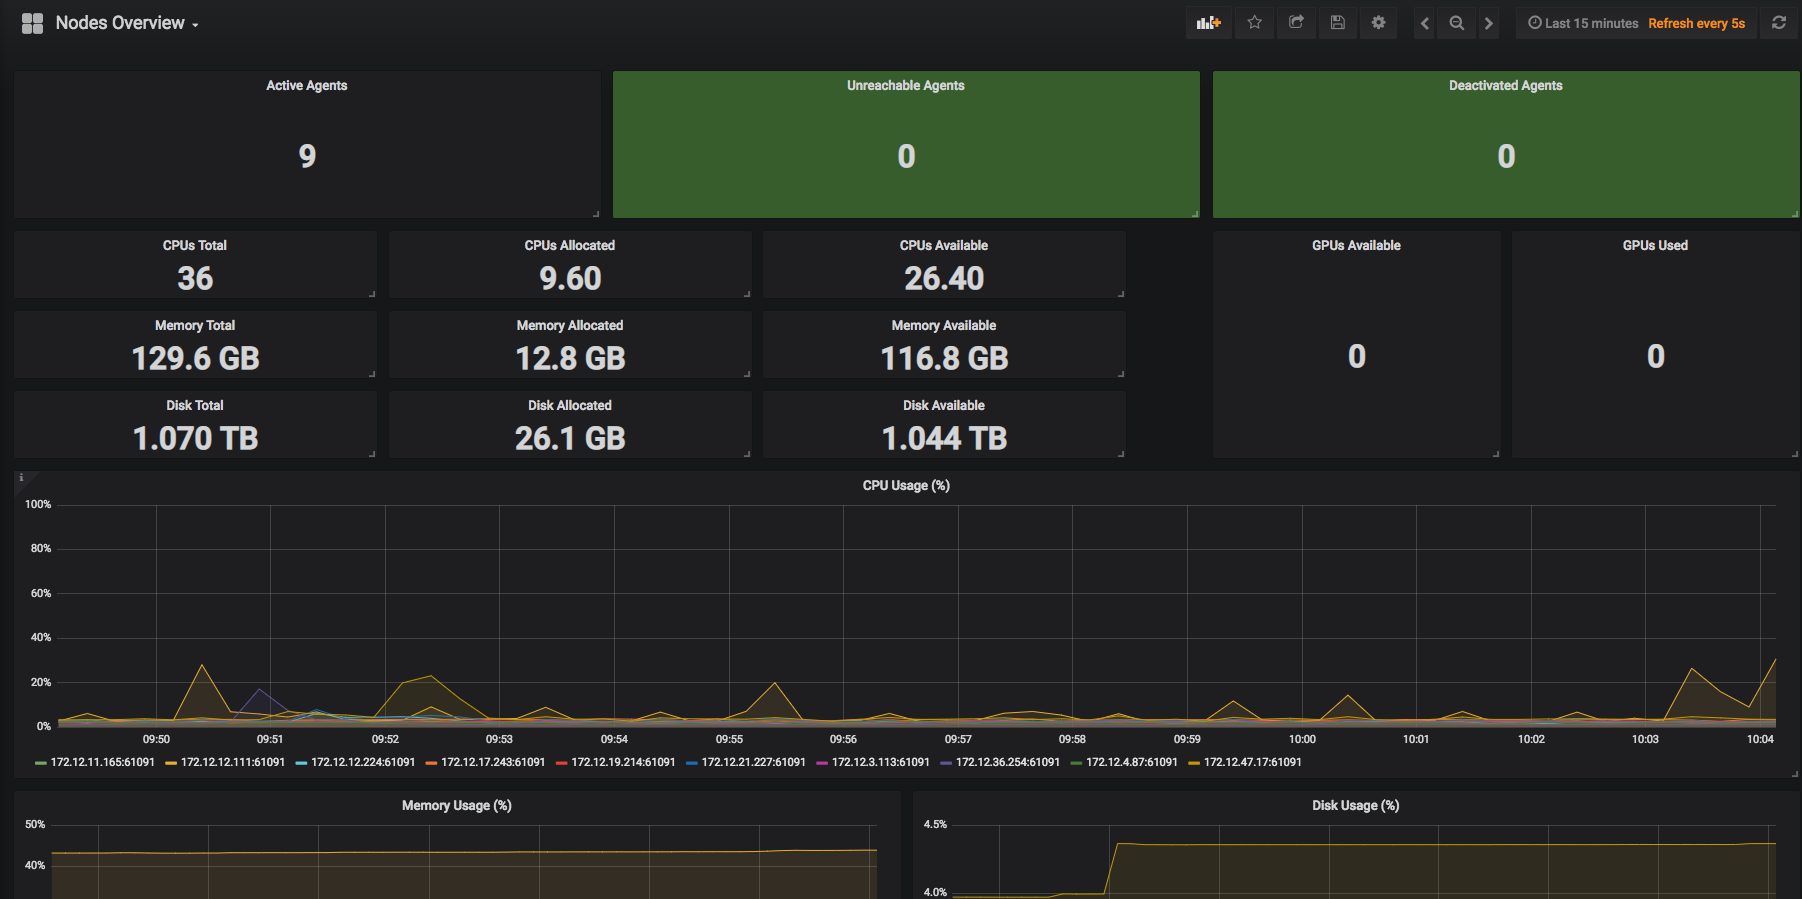 Nodes Overview
Last 15 minutes Refresh every 5s
Active Agents
9
Unreachable Agents
0
Deactivated Agents
0
CPUs Total
36
CPUs Allocated
9.60
CPUs Available
26.40
GPUs Available
0
GPUs Used
0
Memory Total
129.6 GB
Memory Allocated
12.8 GB
Memory Available
116.8 GB
Disk Total
1.070 TB
Disk Allocated
26.1 GB
Disk Available
1.044 TB
i
CPU Usage (%)
100%
80%
60%
40%
20%
0%
09:50 09:51 09:52 09:53 09:54 09:55 09:56 09:57 09:58 09:59 10:00 10:01 10:02 10:03 10:04
172.12.11.165:61091 172.12.12.111:61091 172.12.12.224:61091 172.12.17.243:61091 172.12.19.214:61091 172.12.21.227:61091 172.12.3.113:61091 172.12.36.254:61091 172.12.4.87:61091 172.12.47.17:61091
Memory Usage (%)
50%
40%
Disk Usage (%)
4.5%
4.0%